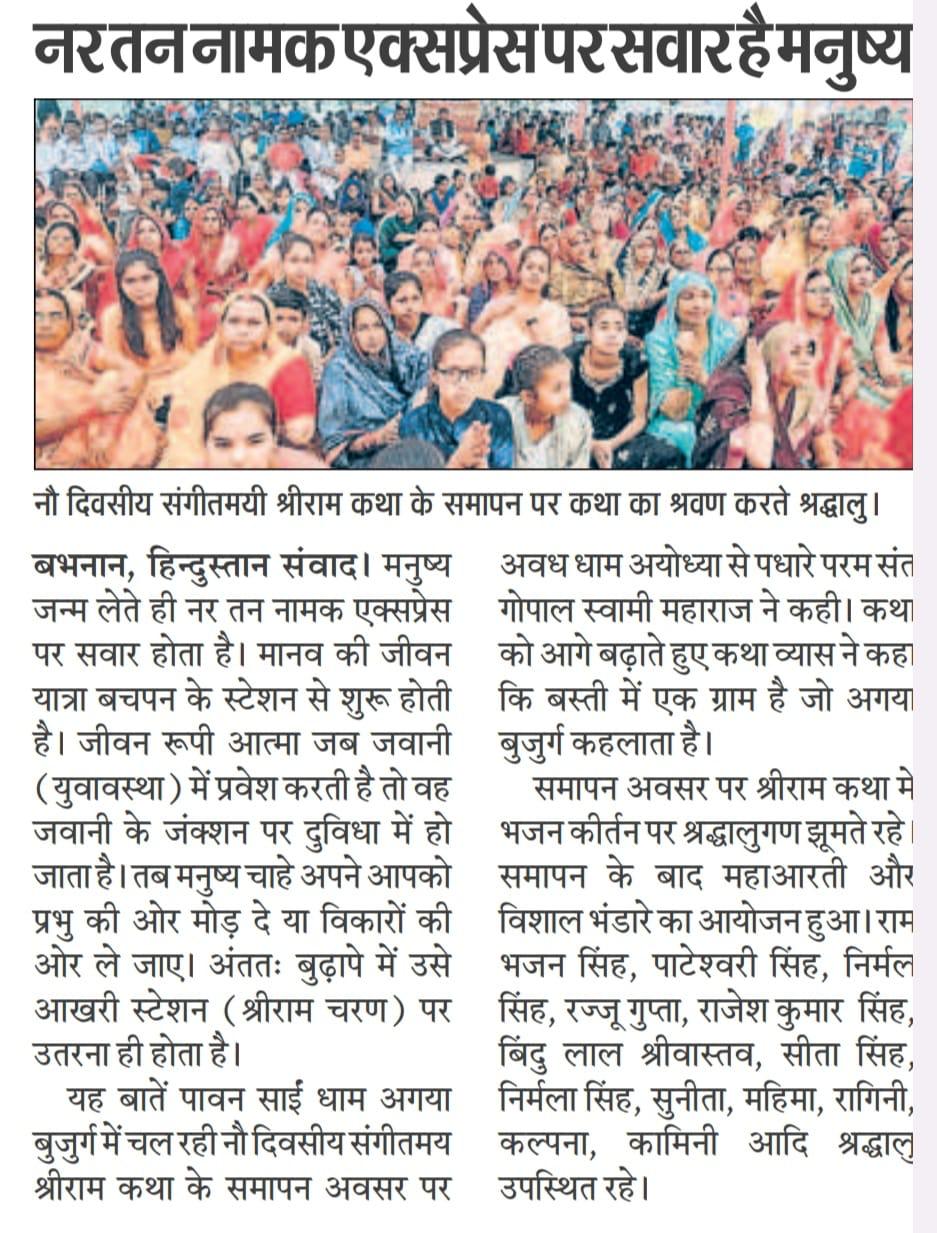 नर तन नामक एक्सप्रेस पर सवार है मनुष्य
नौ दिवसीय संगीतमयी श्रीराम कथा के समापन पर कथा का श्रवण करते श्रद्धालु।
बभनान, हिन्दुस्तान संवाद। मनुष्य
जन्म लेते ही नर तन नामक एक्सप्रेस
पर सवार होता है। मानव की जीवन
यात्रा बचपन के स्टेशन से शुरू होती
है। जीवन रूपी आत्मा जब जवानी
(युवावस्था) में प्रवेश करती है तो वह
जवानी के जंक्शन पर दुविधा में हो
जाता है। तब मनुष्य चाहे अपने आपको
प्रभु की ओर मोड़ दे या विकारों की
ओर ले जाए। अंततः बुढ़ापे में उसे
आखरी स्टेशन (श्रीराम चरण) पर
उतरना ही होता है।
यह बातें पावन साईं धाम अगया
बुजुर्ग में चल रही नौ दिवसीय संगीतमय
श्रीराम कथा के समापन अवसर पर
अवध धाम अयोध्या से पधारे परम संत
गोपाल स्वामी महाराज ने कही। कथा
को आगे बढ़ाते हुए कथा व्यास ने कहा
कि बस्ती में एक ग्राम है जो अगया
बुजुर्ग कहलाता है।
समापन अवसर पर श्रीराम कथा मे
भजन कीर्तन पर श्रद्धालुगण झूमते रहे।
समापन के बाद महाआरती और
विशाल भंडारे का आयोजन हुआ। राम
भजन सिंह, पाटेश्वरी सिंह, निर्मल
सिंह, रज्जू गुप्ता, राजेश कुमार सिंह,
बिंदु लाल श्रीवास्तव, सीता सिंह,
निर्मला सिंह, सुनीता, महिमा, रागिनी,
कल्पना, कामिनी आदि श्रद्धालु
उपस्थित रहे।